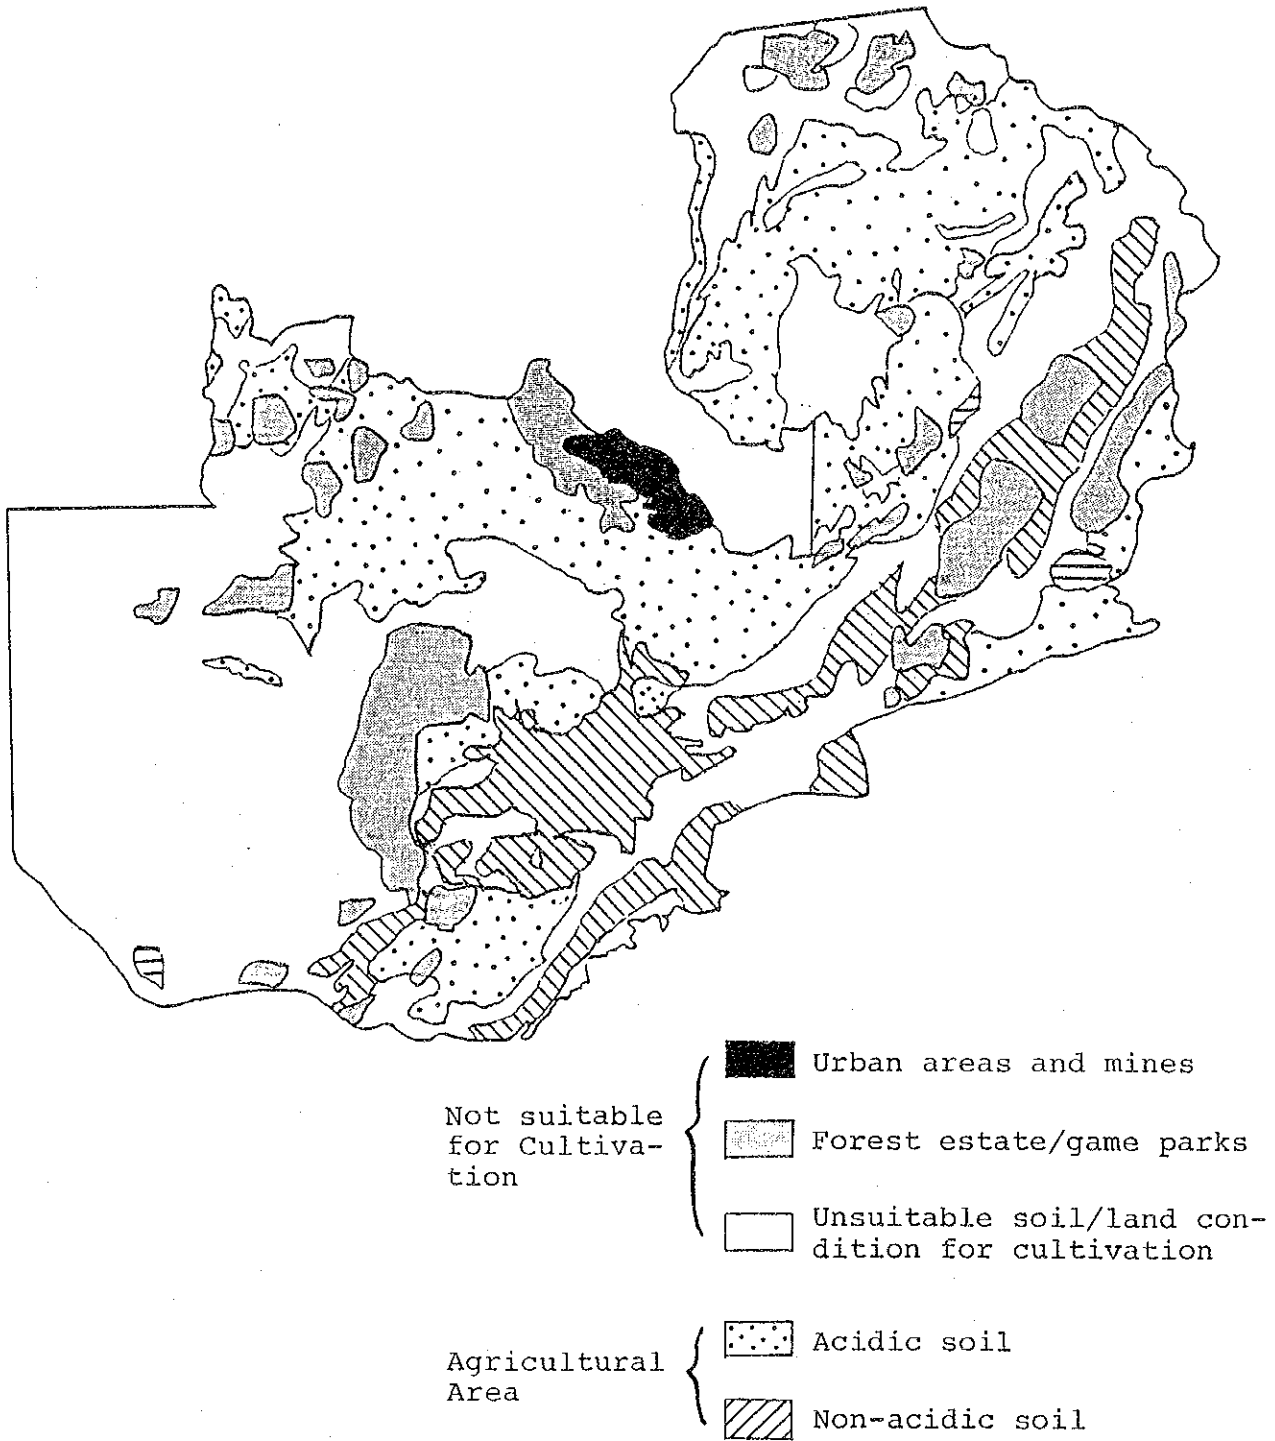 Urban areas and mines
Not suitable
for Cultiva-
tion
Forest estate/game parks
Unsuitable soil/land con-
dition for cultivation
Agricultural
Area
Acidic soil
Non-acidic soil